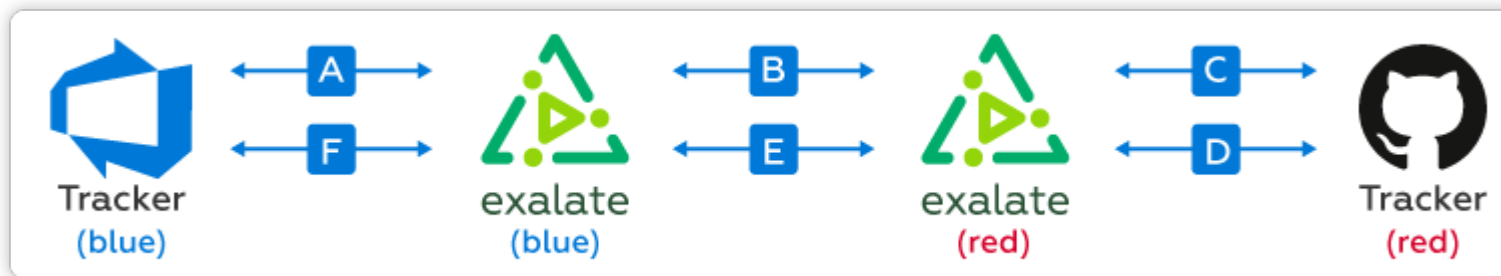 A B C
F E D
Tracker exalate exalate Tracker
(blue) (blue) (red) (red)